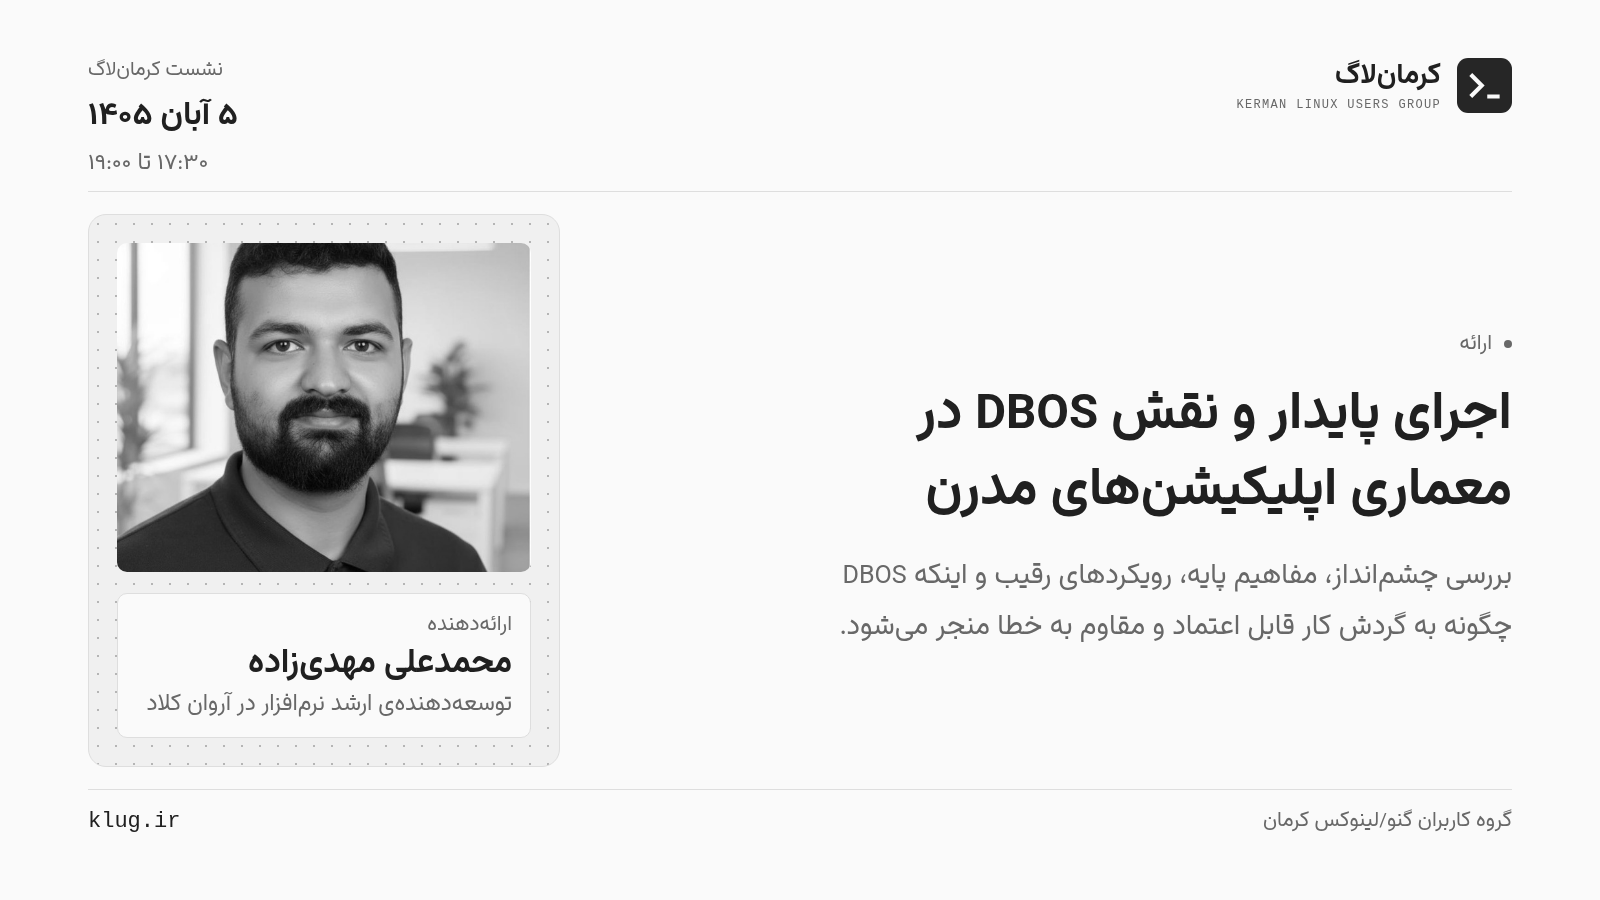 کرمان‌لاگ
KERMAN LINUX USERS GROUP
نشست کرمان‌لاگ
۵ آبان ۱۴۰۵
۱۷:۳۰ تا ۱۹:۰۰
ارائه
اجرای پایدار و نقش DBOS در
معماری اپلیکیشن‌های مدرن
بررسی چشم‌انداز، مفاهیم پایه، رویکردهای رقیب و اینکه DBOS
چگونه به گردش کار قابل اعتماد و مقاوم به خطا منجر می‌شود.
ارائه‌دهنده
محمدعلی مهدی‌زاده
توسعه‌دهنده‌ی ارشد نرم‌افزار در آروان کلاد
گروه کاربران گنو/لینوکس کرمان
klug.ir